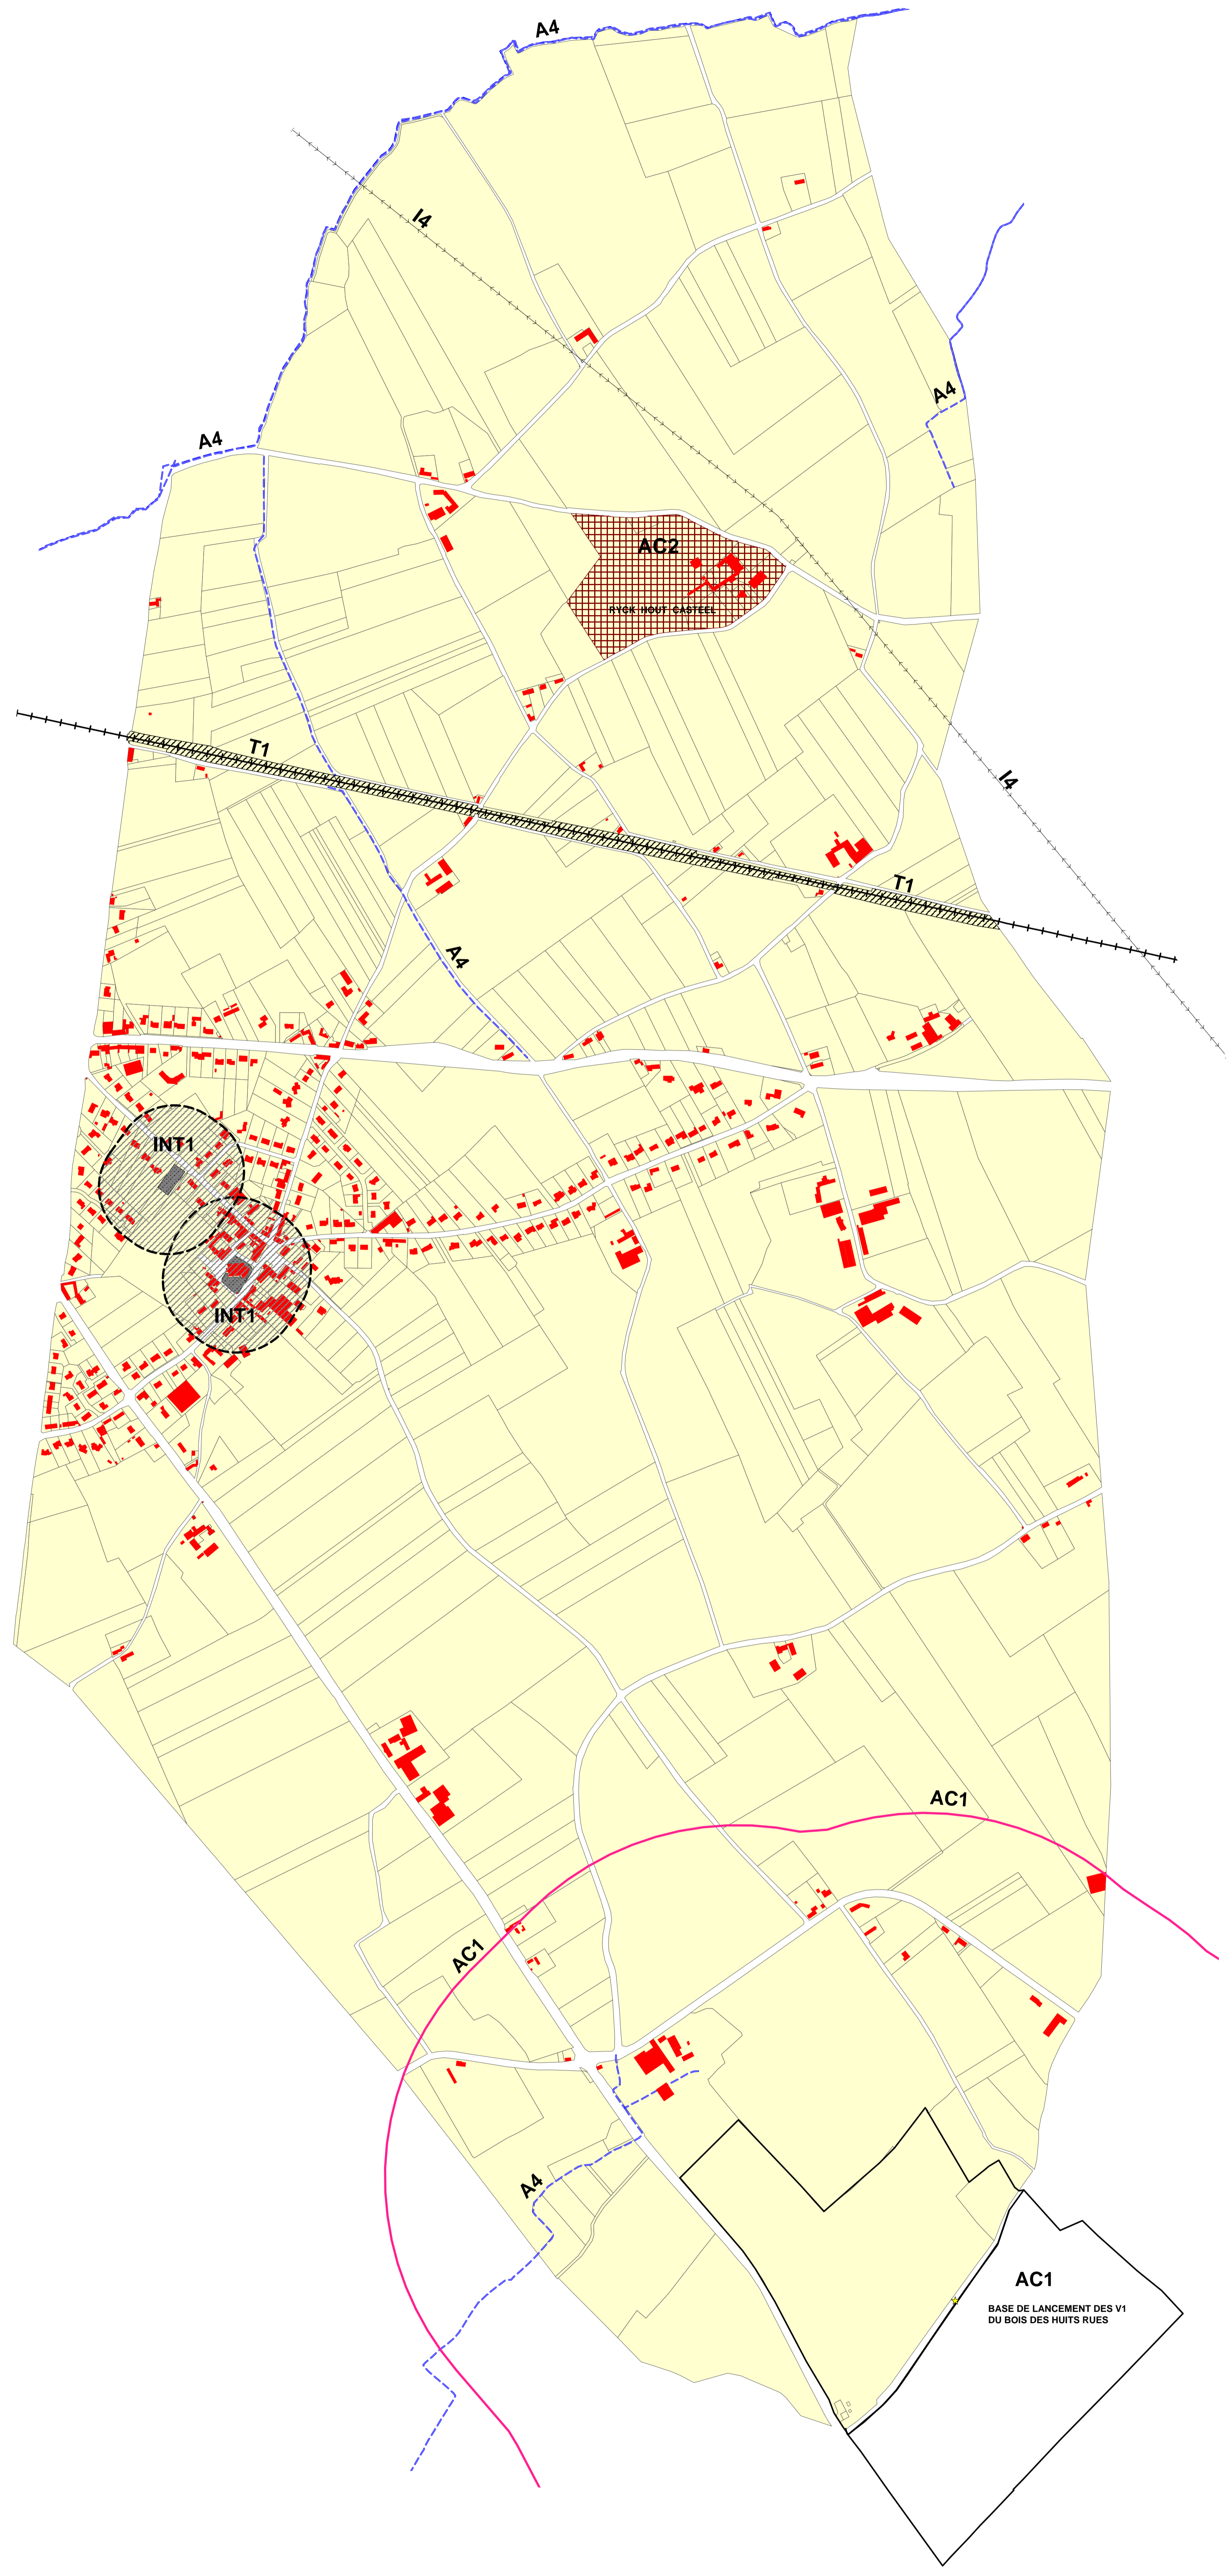 A4
I4
A4
A4
AC2
RYCK HOUT CASTEEL
T1
I4
T1
A4
INT1
INT1
AC1
AC1
A4
AC1
BASE DE LANCEMENT DES V1
DU BOIS DES HUITS RUES